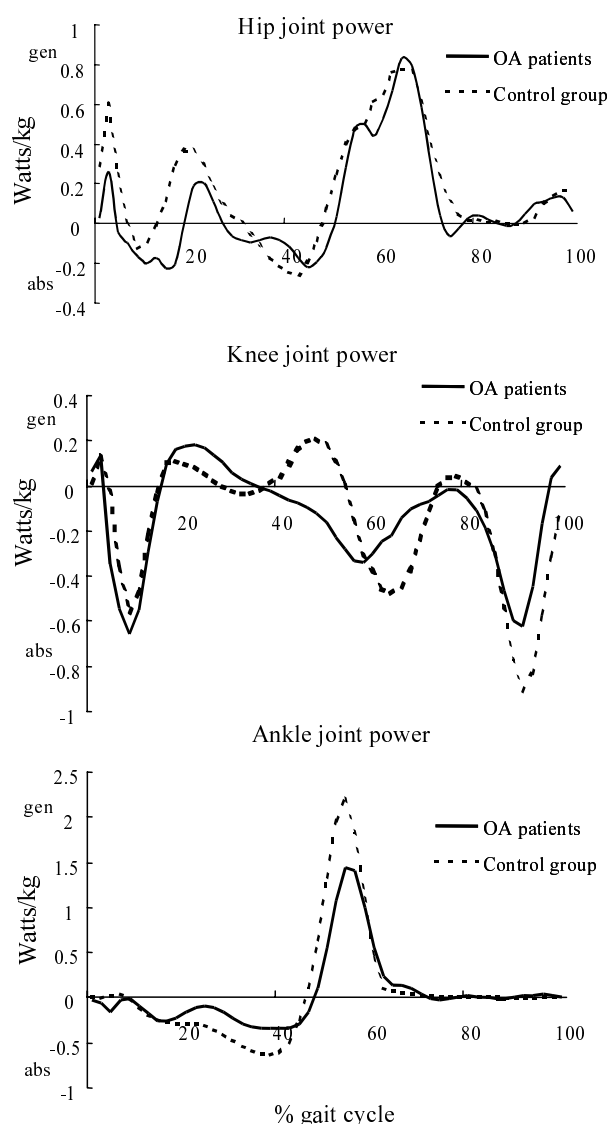 Hip joint power
1
gen
0.8
0.6
0.4
0.2
0
-0.2
abs
-0.4
Watts/kg
OA patients
Control group
20 40 60 80 100
Knee joint power
0.4
gen
0.2
0
-0.2
-0.4
-0.6
abs
-0.8
-1
Watts/kg
OA patients
Control group
20 40 60 80 100
Ankle joint power
2.5
gen
2
1.5
1
0.5
0
-0.5
abs
-1
Watts/kg
OA patients
Control group
20 40 60 80 100
% gait cycle